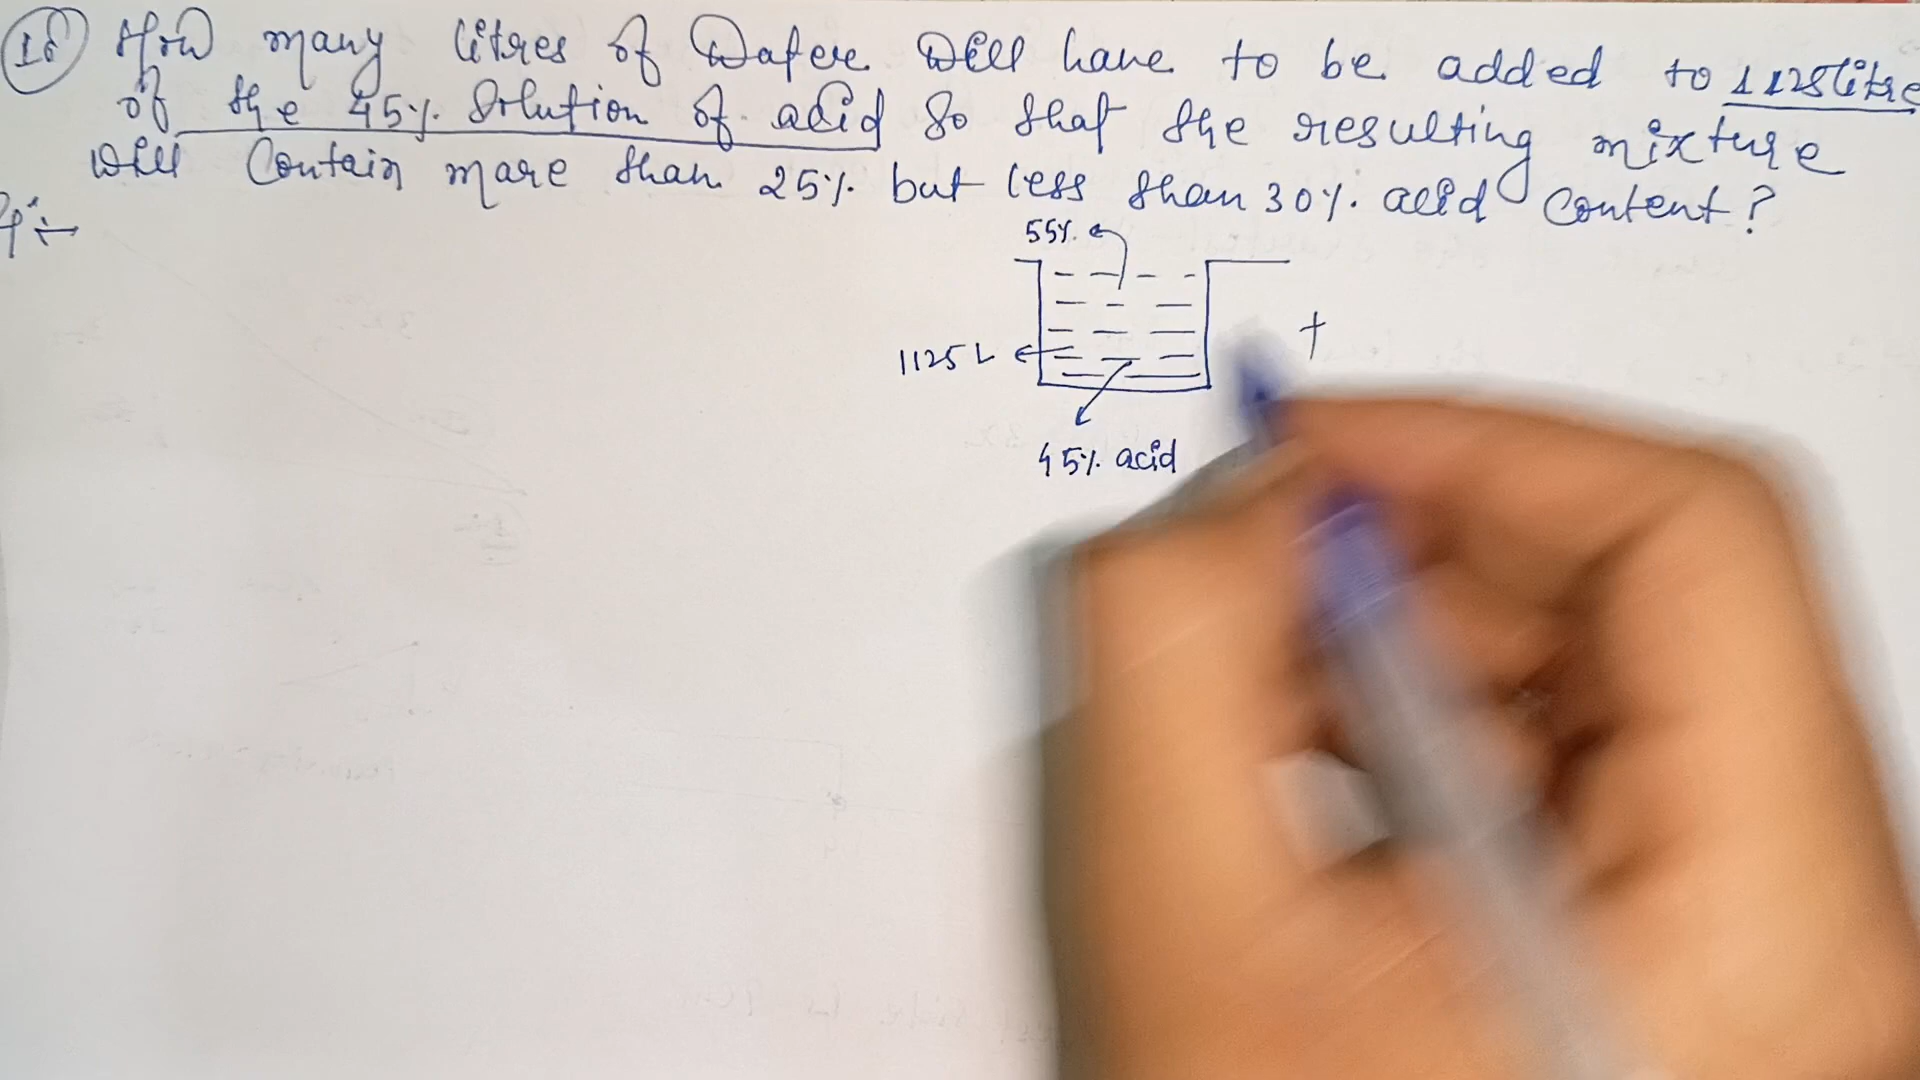 18 How many litres of Water Will have to be added to 1125 litre
of the 45% Solution of acid So that the resulting mixture
Will Contain more than 25% but less than 30% acid Content?
55%
1125 L
+
45% acid